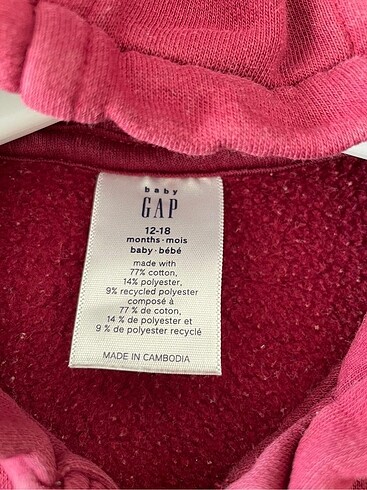 baby
GAP
12-18
months·mois
baby·bébé
made with
77% cotton,
14% polyester,
9% recycled polyester
composé à
77 % de coton,
14 % de polyester et
9 % de polyester recyclé
MADE IN CAMBODIA